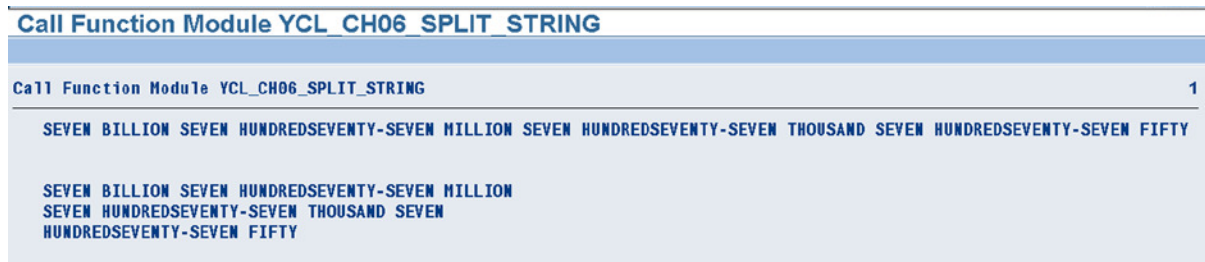 Call Function Module YCL_CH06_SPLIT_STRING
Call Function Module YCL_CH06_SPLIT_STRING 1
SEVEN BILLION SEVEN HUNDREDSEVENTY-SEVEN MILLION SEVEN HUNDREDSEVENTY-SEVEN THOUSAND SEVEN HUNDREDSEVENTY-SEVEN FIFTY
SEVEN BILLION SEVEN HUNDREDSEVENTY-SEVEN MILLION
SEVEN HUNDREDSEVENTY-SEVEN THOUSAND SEVEN
HUNDREDSEVENTY-SEVEN FIFTY